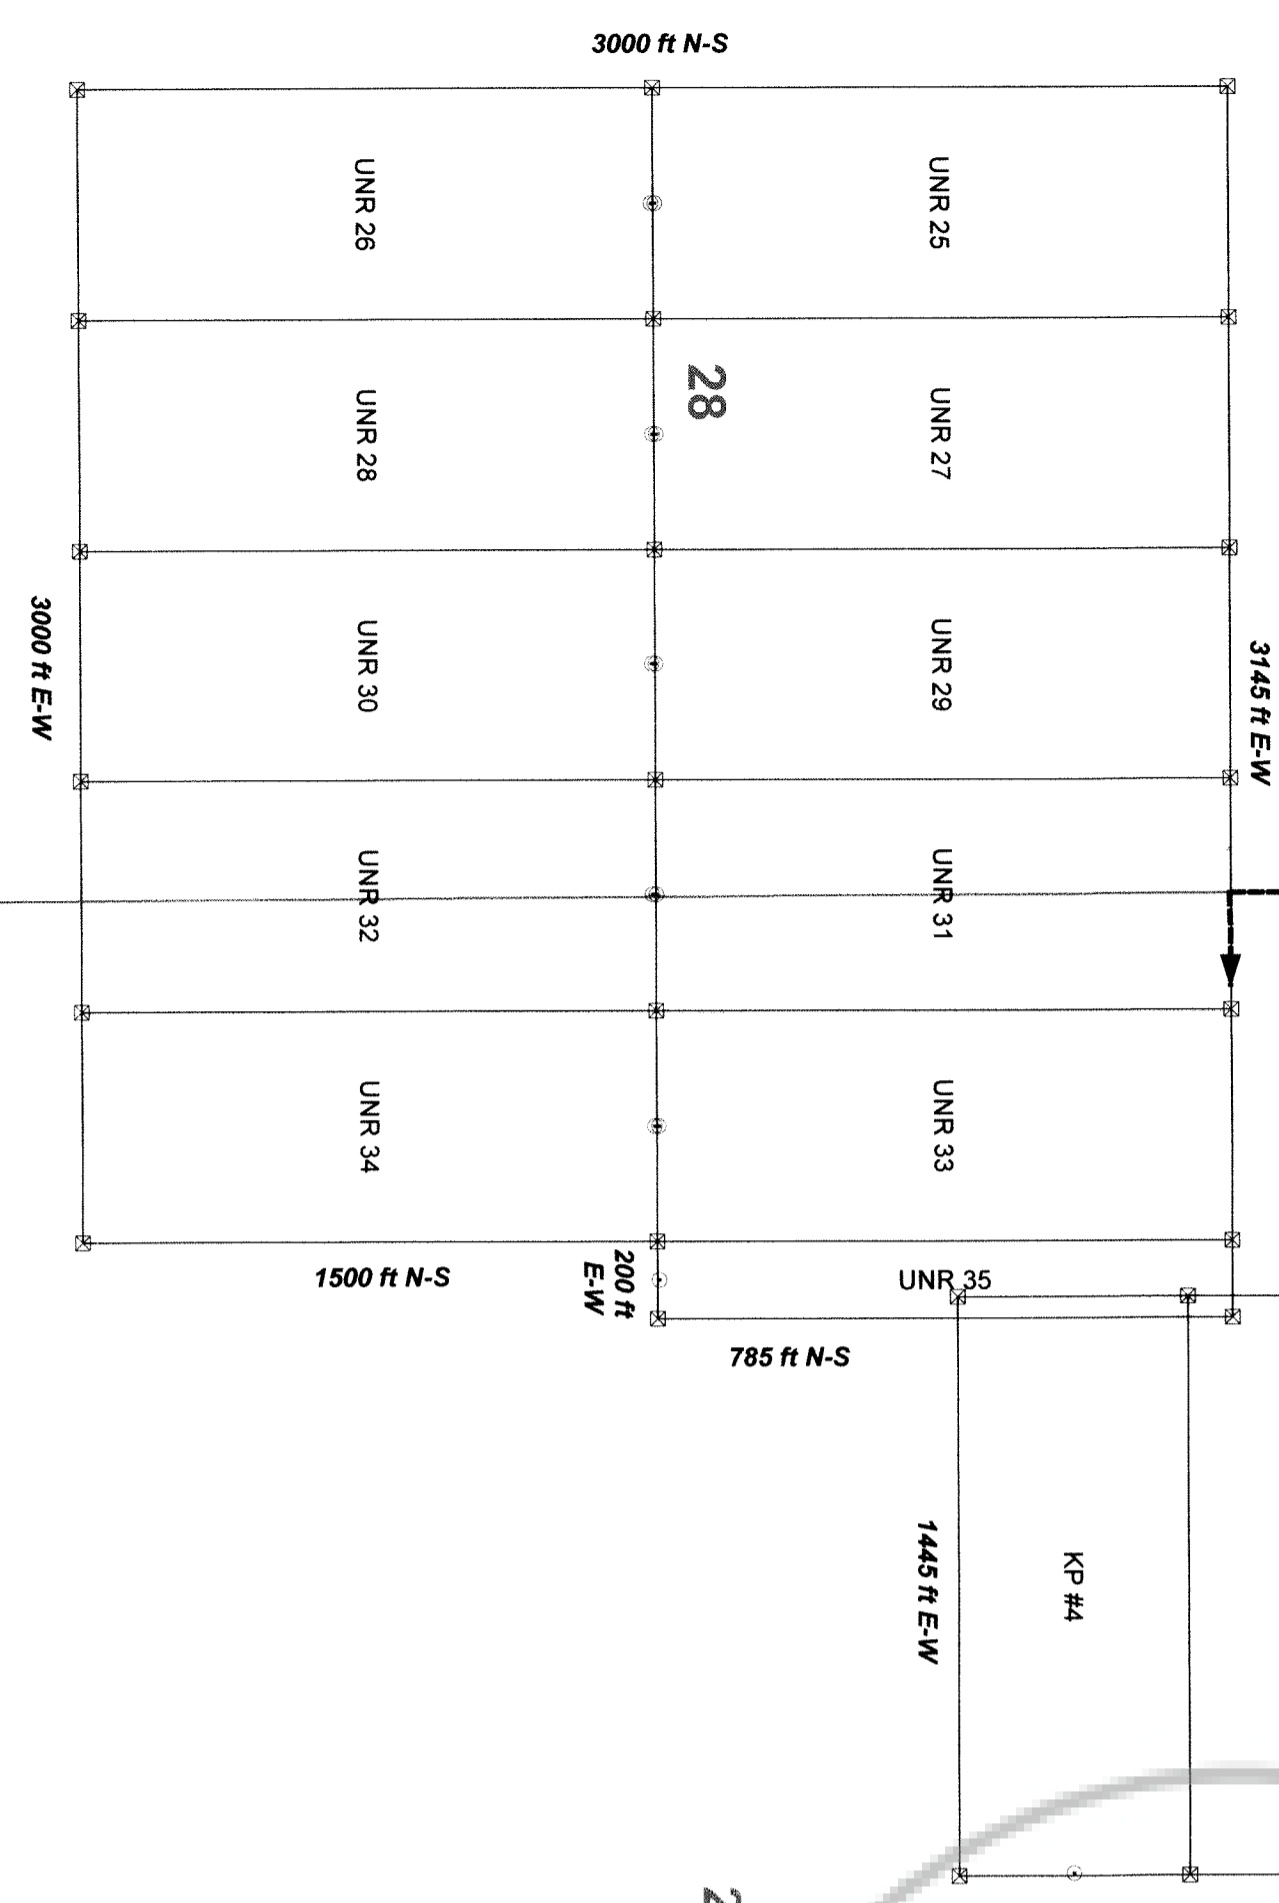 3000 ft N-S
UNR 26
UNR 25
28
UNR 28
UNR 27
3000 ft E-W
UNR 30
UNR 29
3145 ft E-W
UNR 32
UNR 31
UNR 34
UNR 33
1500 ft N-S
200 ft
E-W
UNR 35
785 ft N-S
1445 ft E-W
KP #4